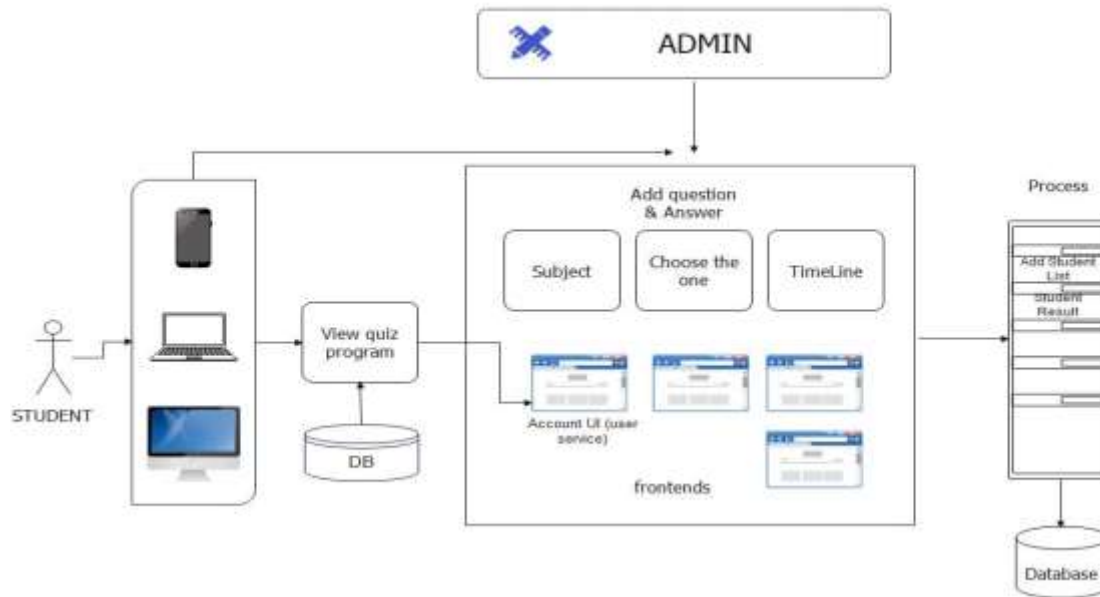 ADMIN
Add question
& Answer
Process
Subject
Choose the
one
TimeLine
Add Student
List
Student
Result
View quiz
program
STUDENT
Account UI (user
service)
DB
frontends
Database